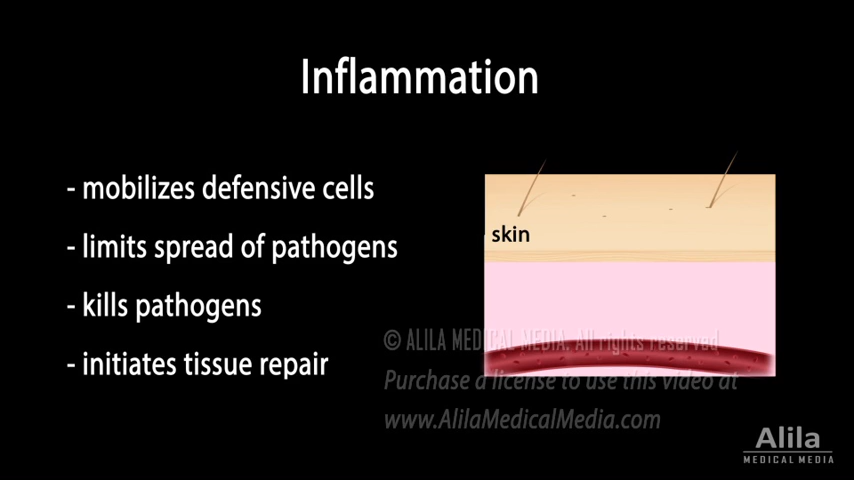 Inflammation
- mobilizes defensive cells
- limits spread of pathogens
- kills pathogens
- initiates tissue repair
skin
© ALILA MEDICAL MEDIA. All rights reserved
Purchase a license to use this video at
www.AlilaMedicalMedia.com
Alila
MEDICAL MEDIA